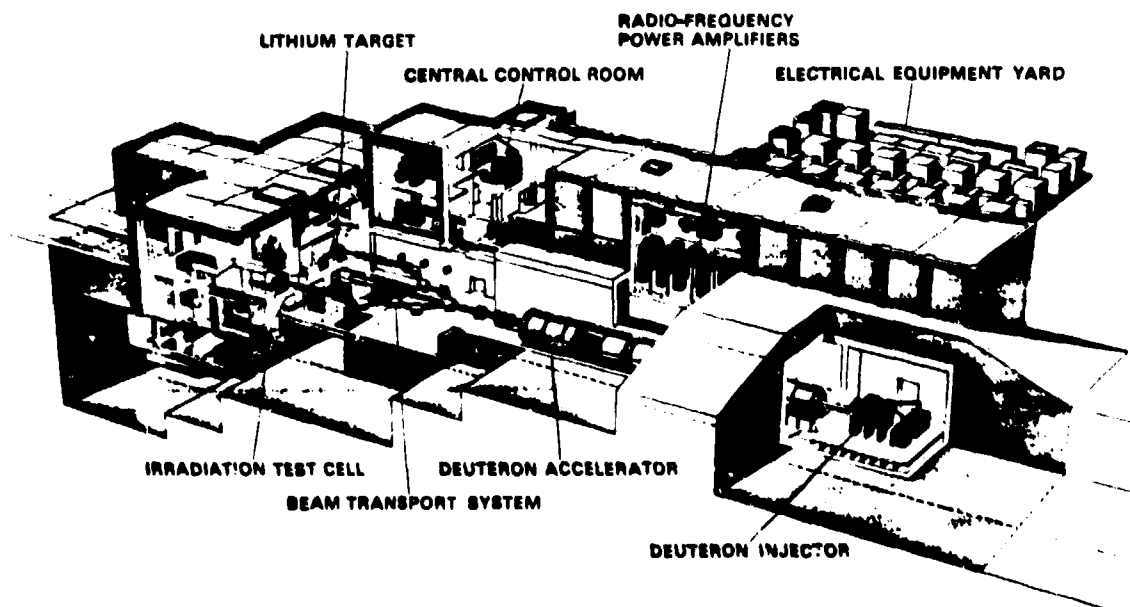 RADIO-FREQUENCY
POWER AMPLIFIERS
LITHIUM TARGET
CENTRAL CONTROL ROOM
ELECTRICAL EQUIPMENT YARD
IRRADIATION TEST CELL
DEUTERON ACCELERATOR
BEAM TRANSPORT SYSTEM
DEUTERON INJECTOR